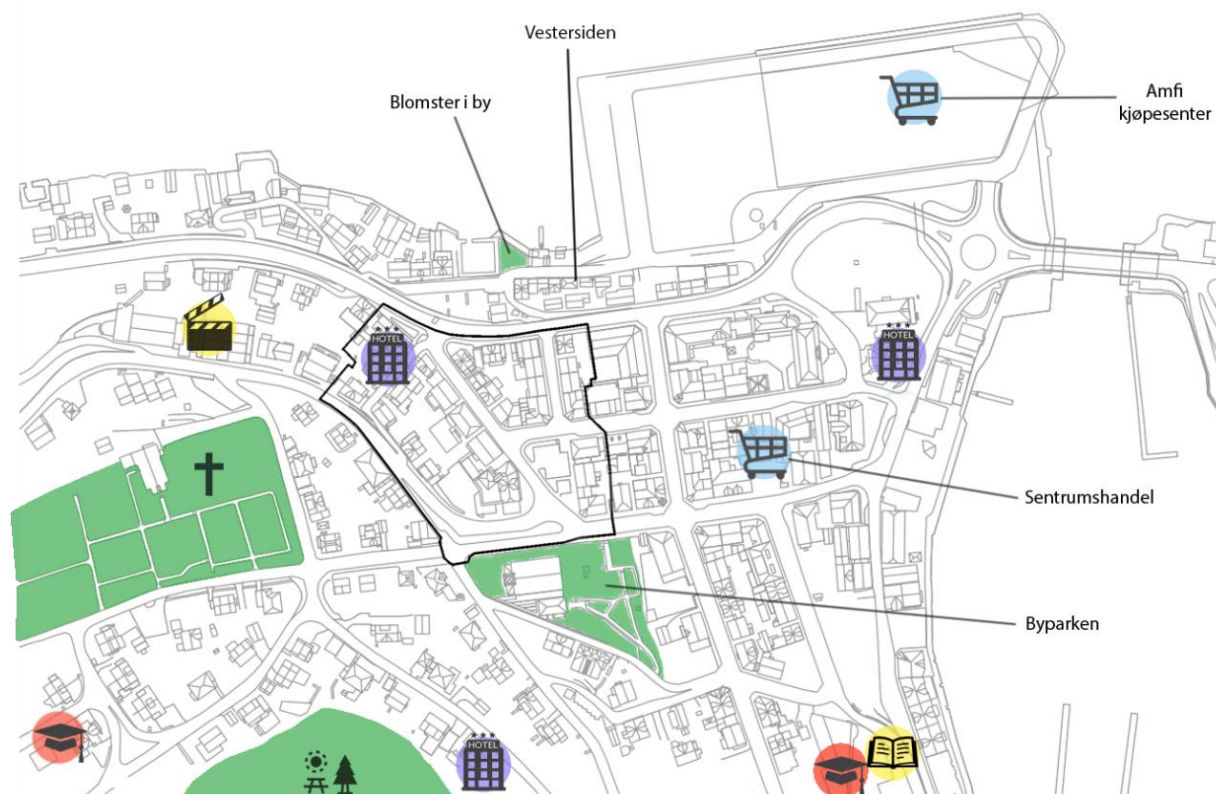 Vestersiden
Blomster i by
Amfi
kjøpesenter
HOTEL
HOTEL
Sentrumshandel
Byparken
HOTEL